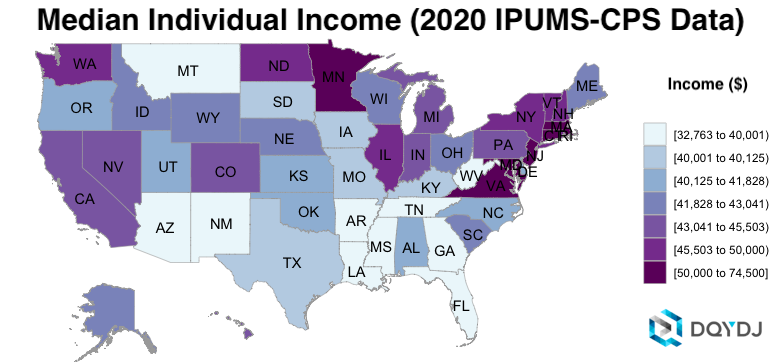 Median Individual Income (2020 IPUMS-CPS Data)
WA
MT
ND
MN
ME
OR
ID
SD
WI
MI
VT
NH
NY
MA
CT
RI
WY
IA
NE
IL
IN
OH
PA
NJ
NV
UT
CO
KS
MO
KY
WV
MD
DE
VA
CA
AZ
NM
OK
AR
TN
NC
SC
TX
LA
MS
AL
GA
FL
Income ($)
[32,763 to 40,001)
[40,001 to 40,125)
[40,125 to 41,828)
[41,828 to 43,041)
[43,041 to 45,503)
[45,503 to 50,000)
[50,000 to 74,500]
DQYDJ